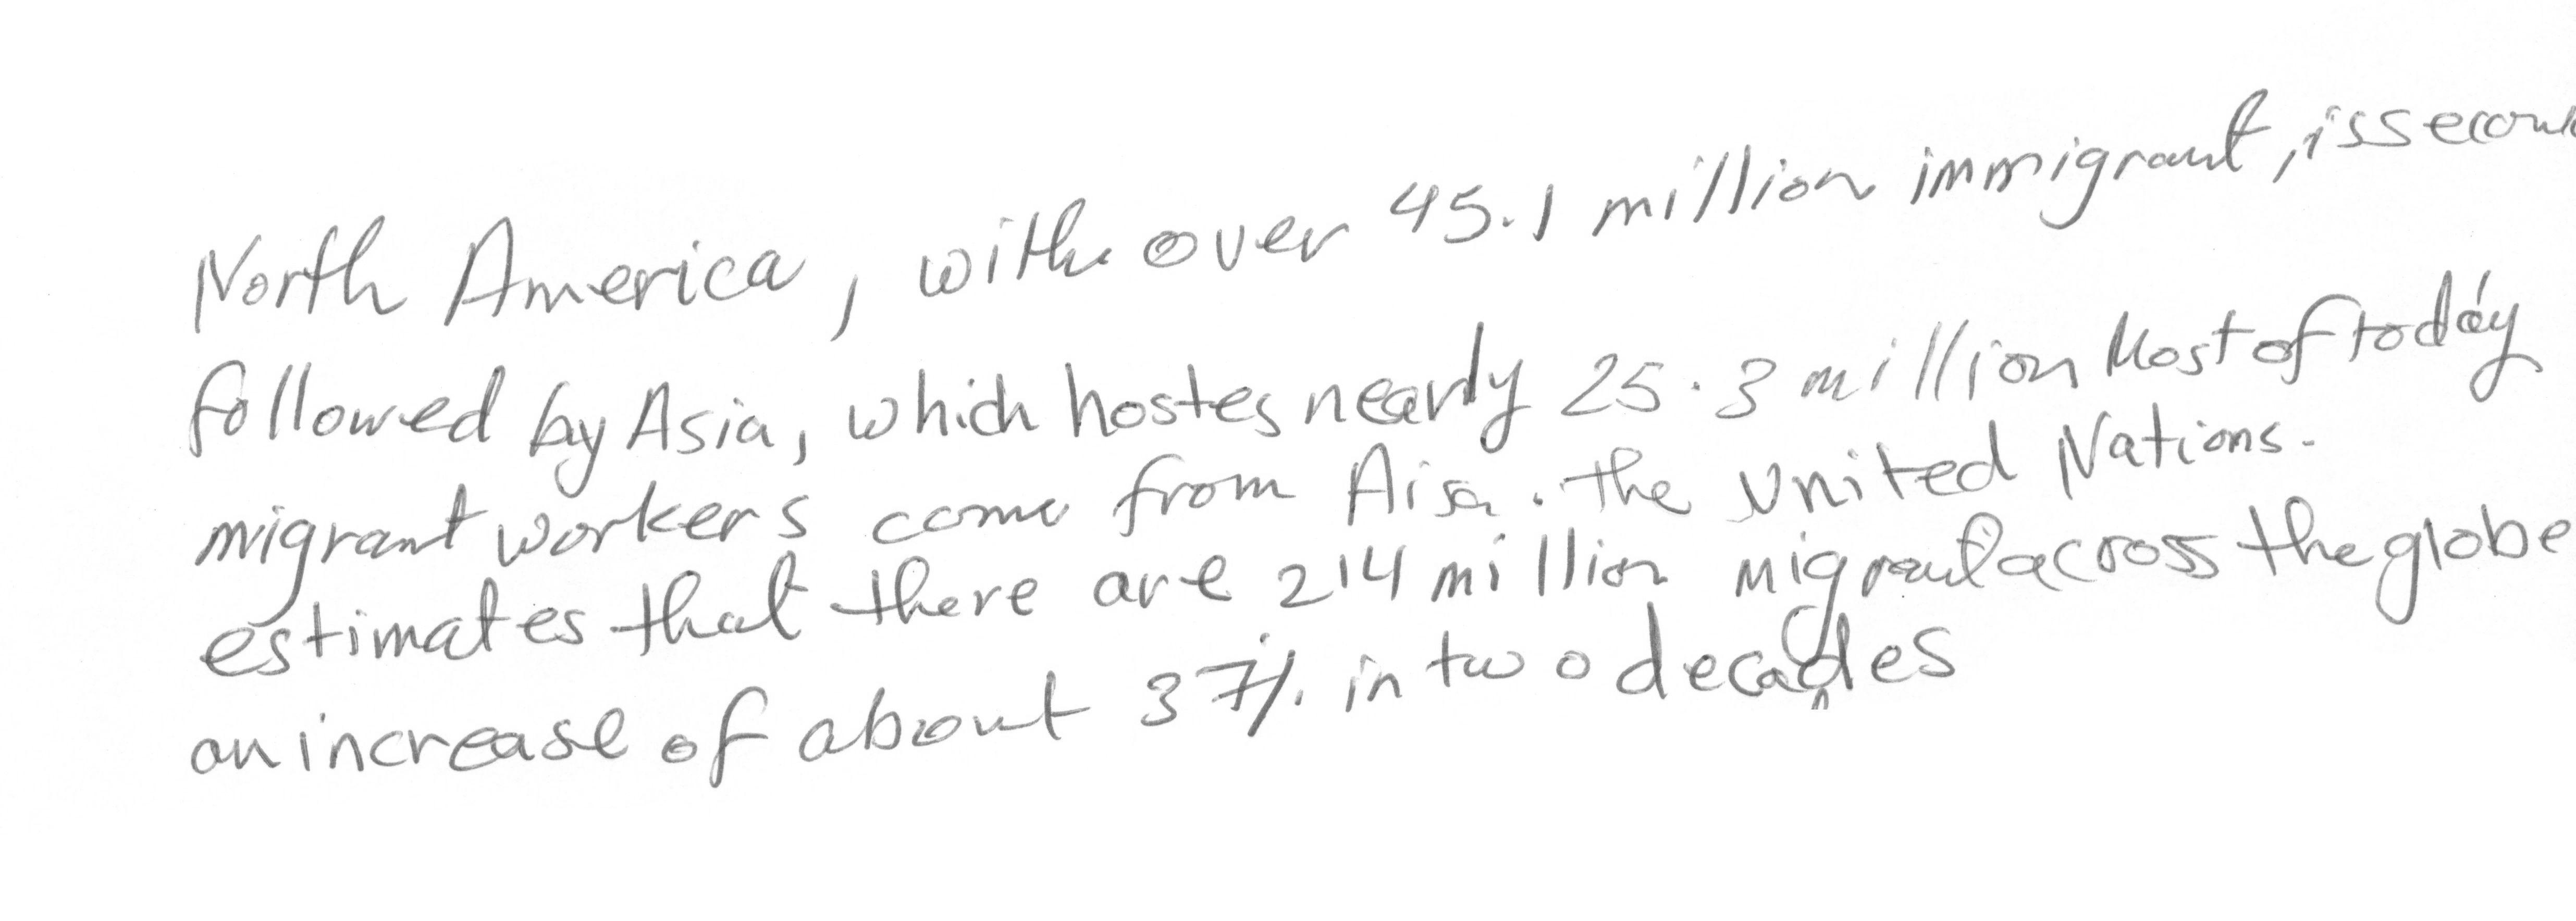 North America, with over 45.1 million immigrant, is second
followed by Asia, which hostes nearly 25.3 million Most of today
migrant workers come from Aisa. the United Nations.
estimates that there are 214 million migrant across the globe
an increase of about 37% in two decades